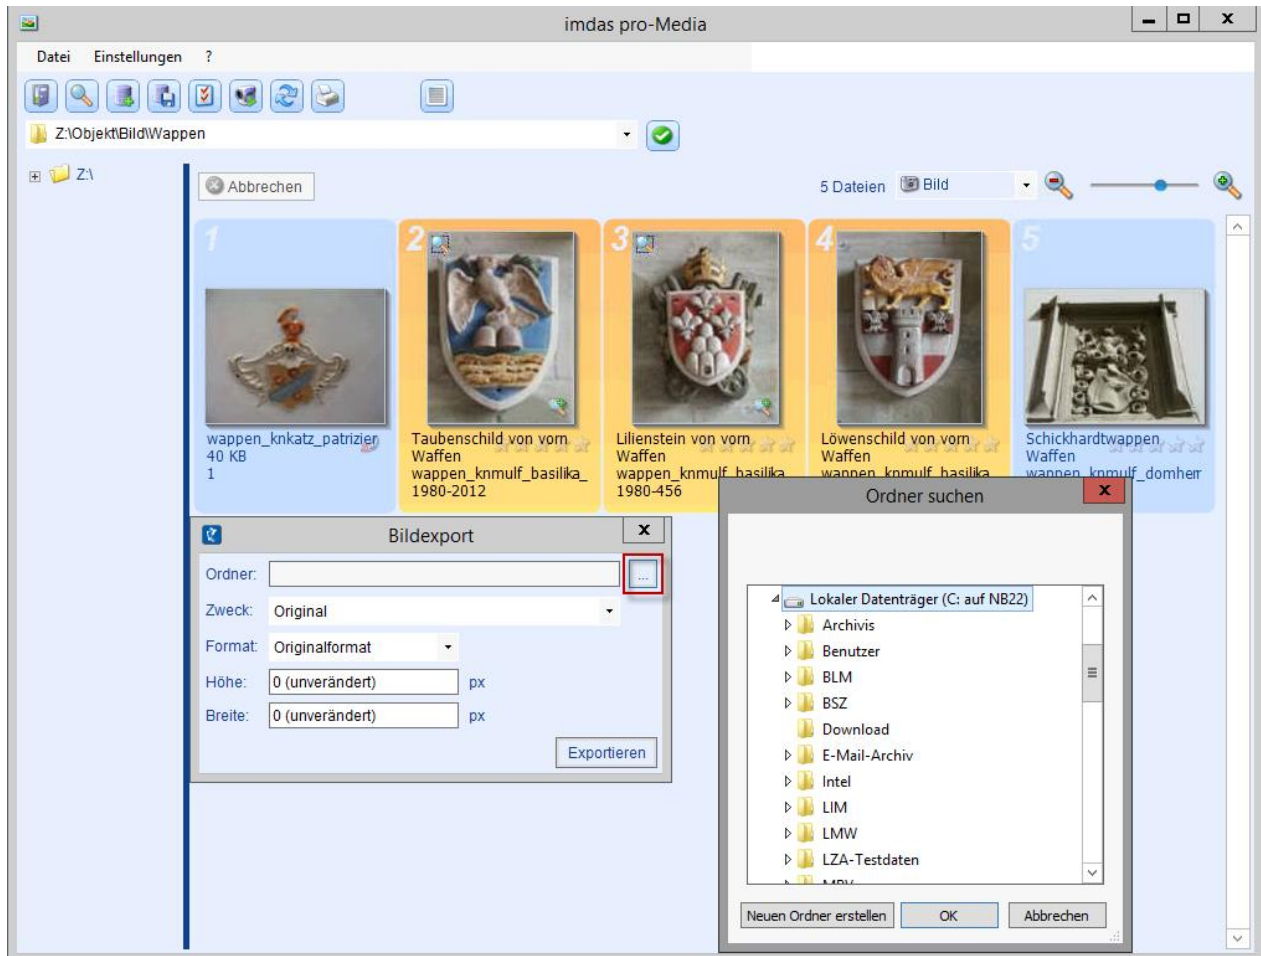 imdas pro-Media
Datei Einstellungen ?
Z:\Objekt\Bild\Wappen
Z:\
Abbrechen
5 Dateien Bild
1
2
3
4
5
wappen_knkatz_patrizier
40 KB
1
Taubenschild von vorn
Waffen
wappen_knmulf_basilika_
1980-2012
Lilienstein von vorn
Waffen
wappen_knmulf_basilika
1980-456
Löwenschild von vorn
Waffen
wappen_knmulf_basilika
Schickhardtwappen
Waffen
wappen_knmulf_domherr
Bildexport
Ordner:
...
Zweck: Original
Format: Originalformat
Höhe: 0 (unverändert) px
Breite: 0 (unverändert) px
Exportieren
Ordner suchen
Lokaler Datenträger (C: auf NB22)
Archivis
Benutzer
BLM
BSZ
Download
E-Mail-Archiv
Intel
LIM
LMW
LZA-Testdaten
Neuen Ordner erstellen OK Abbrechen